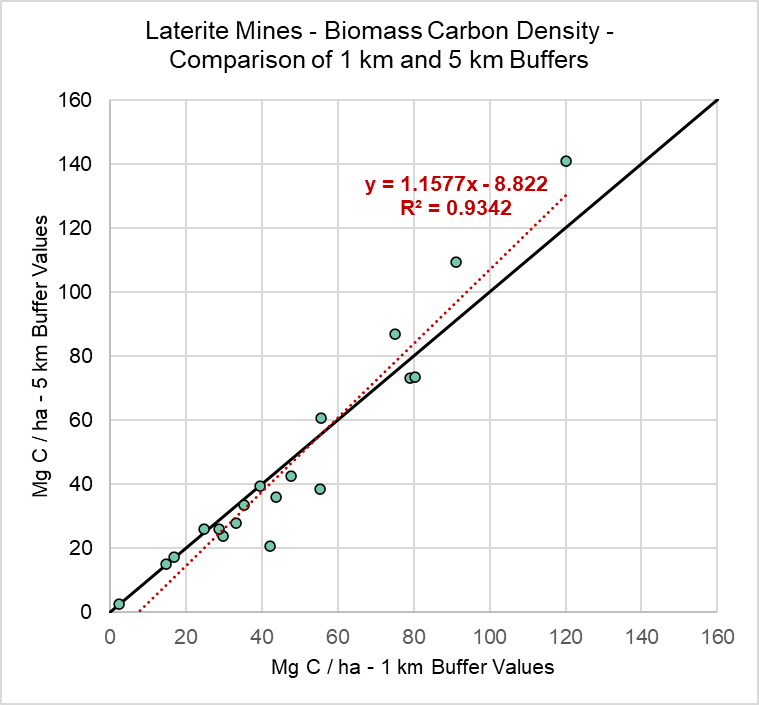 Laterite Mines - Biomass Carbon Density -
Comparison of 1 km and 5 km Buffers
Mg C / ha - 5 km Buffer Values
160
140
120
100
80
60
40
20
0
y = 1.1577x - 8.822
R² = 0.9342
0 20 40 60 80 100 120 140 160
Mg C / ha - 1 km Buffer Values